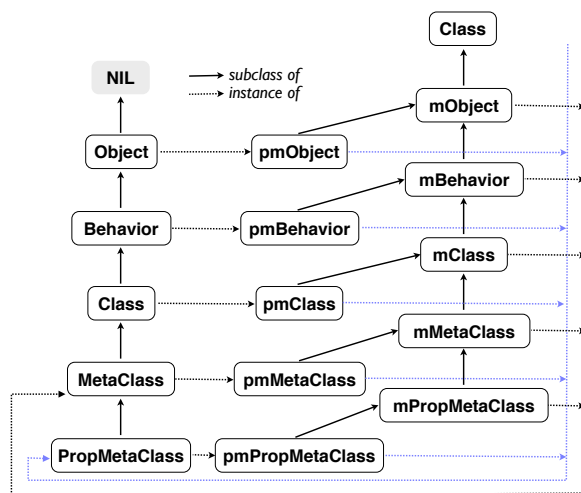 Class
NIL
subclass of
instance of
mObject
Object
pmObject
mBehavior
Behavior
pmBehavior
mClass
Class
pmClass
mMetaClass
MetaClass
pmMetaClass
mPropMetaClass
PropMetaClass
pmPropMetaClass